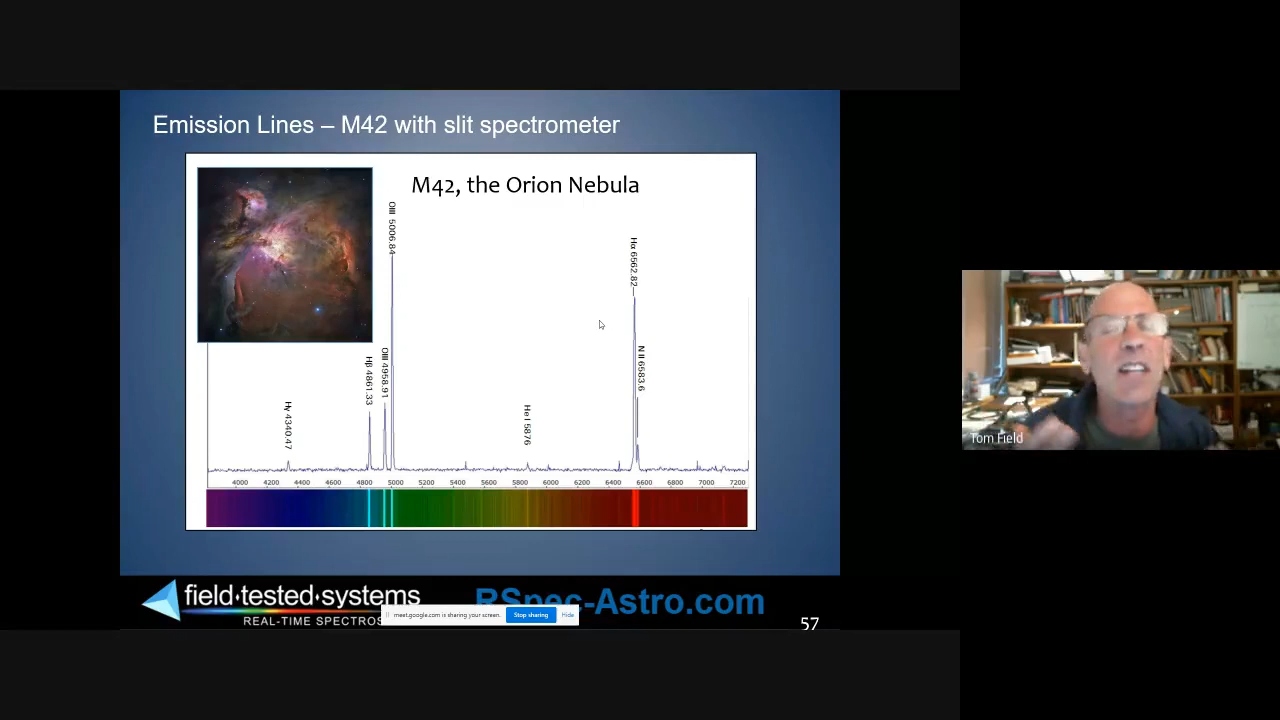 Emission Lines – M42 with slit spectrometer
M42, the Orion Nebula
OIII 5006.84
Hα 6562.82
Hβ 4861.33
OIII 4958.91
N II 6583.6
Hγ 4340.47
He I 5876
4000 4200 4400 4600 4800 5000 5200 5400 5600 5800 6000 6200 6400 6600 6800 7000 7200
Tom Field
field·tested·systems
RSpec-Astro.com
REAL-TIME SPECTROS
meet.google.com is sharing your screen.
Stop sharing
Hide
57